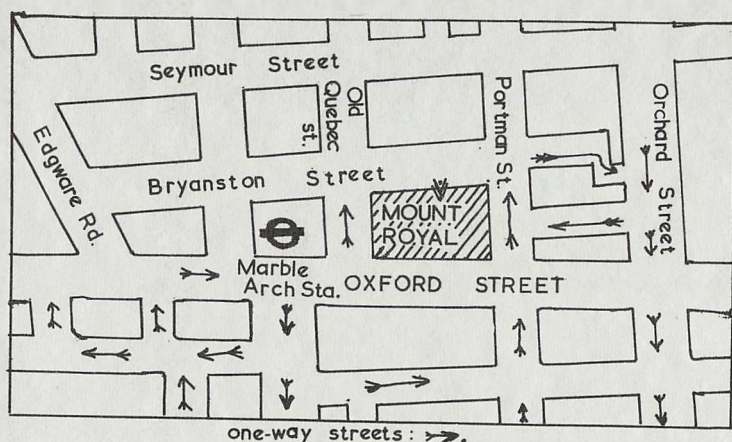 Seymour Street
Old
Quebec
st.
Portman St.
Orchard Street
Edgware Rd.
Bryanston Street
MOUNT
ROYAL
Marble
Arch Sta.
OXFORD STREET
one-way streets: